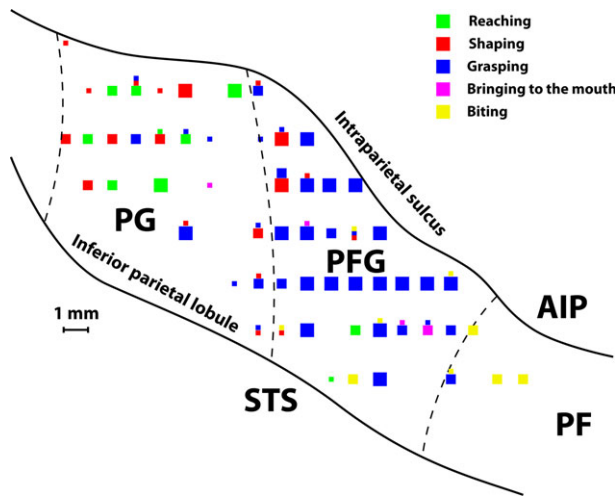 Reaching
Shaping
Grasping
Bringing to the mouth
Biting
Intraparietal sulcus
PG
PFG
Inferior parietal lobule
AIP
1 mm
STS
PF